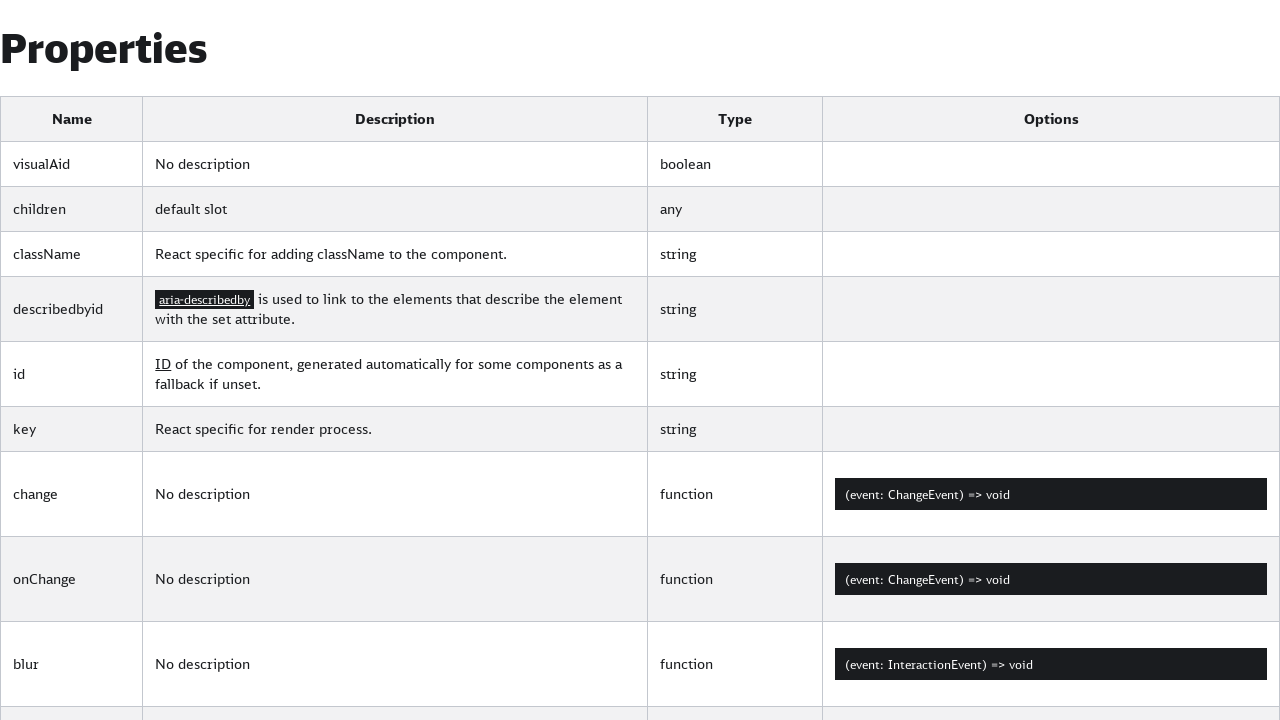 Properties
Name Description Type Options
visualAid No description boolean
children default slot any
className React specific for adding className to the component. string
describedbyid aria-describedby is used to link to the elements that describe the element with the set attribute. string
id ID of the component, generated automatically for some components as a fallback if unset. string
key React specific for render process. string
change No description function (event: ChangeEvent) => void
onChange No description function (event: ChangeEvent) => void
blur No description function (event: InteractionEvent) => void